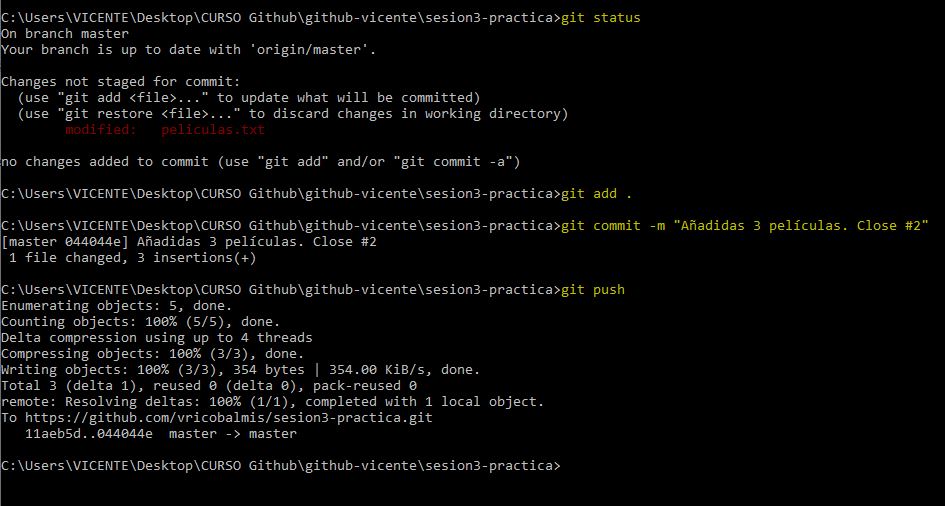 C:\Users\VICENTE\Desktop\CURSO Github\github-vicente\sesion3-practica>git status
On branch master
Your branch is up to date with 'origin/master'.
Changes not staged for commit:
  (use "git add <file>..." to update what will be committed)
  (use "git restore <file>..." to discard changes in working directory)
        modified:   peliculas.txt
no changes added to commit (use "git add" and/or "git commit -a")
C:\Users\VICENTE\Desktop\CURSO Github\github-vicente\sesion3-practica>git add .
C:\Users\VICENTE\Desktop\CURSO Github\github-vicente\sesion3-practica>git commit -m "Añadidas 3 películas. Close #2"
[master 044044e] Añadidas 3 películas. Close #2
 1 file changed, 3 insertions(+)
C:\Users\VICENTE\Desktop\CURSO Github\github-vicente\sesion3-practica>git push
Enumerating objects: 5, done.
Counting objects: 100% (5/5), done.
Delta compression using up to 4 threads
Compressing objects: 100% (3/3), done.
Writing objects: 100% (3/3), 354 bytes | 354.00 KiB/s, done.
Total 3 (delta 1), reused 0 (delta 0), pack-reused 0
remote: Resolving deltas: 100% (1/1), completed with 1 local object.
To https://github.com/vricobalmis/sesion3-practica.git
   11aeb5d..044044e  master -> master
C:\Users\VICENTE\Desktop\CURSO Github\github-vicente\sesion3-practica>